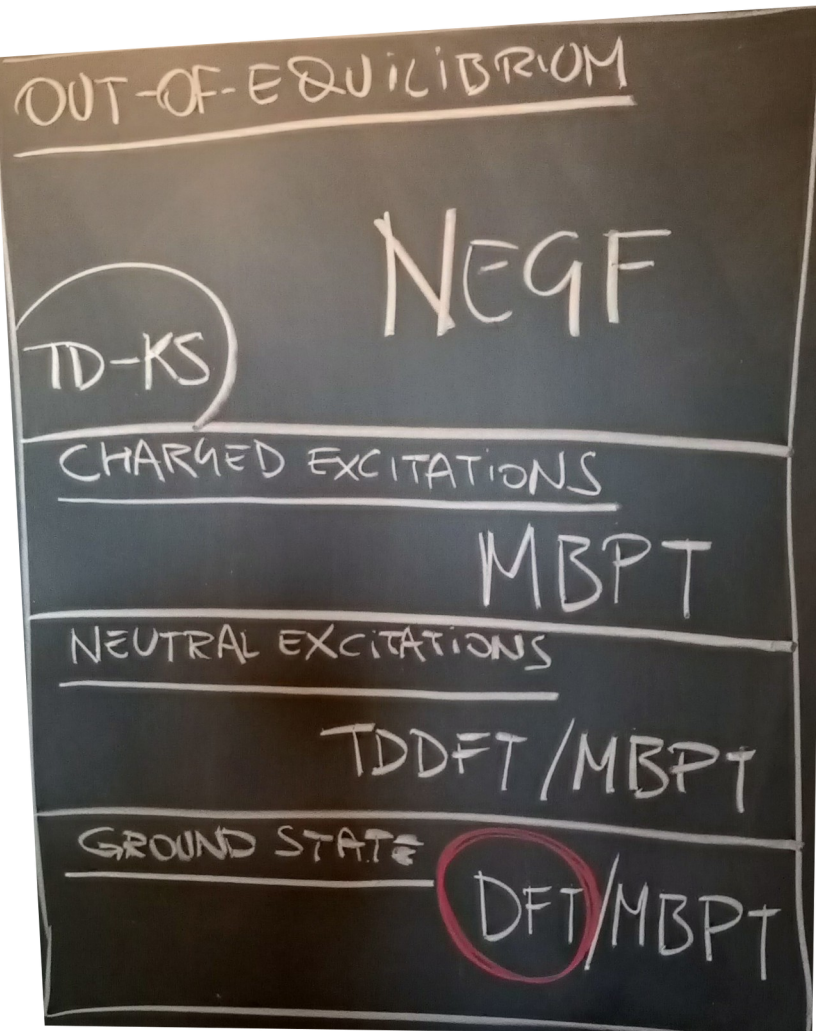 OUT-OF-EQUiLiBRIUM
NEGF
TD-KS
CHARGED EXCITATiONS
MBPT
NEUTRAL EXCiTATiONS
TDDFT/MBPT
GROUND STATE
DFT/MBPT